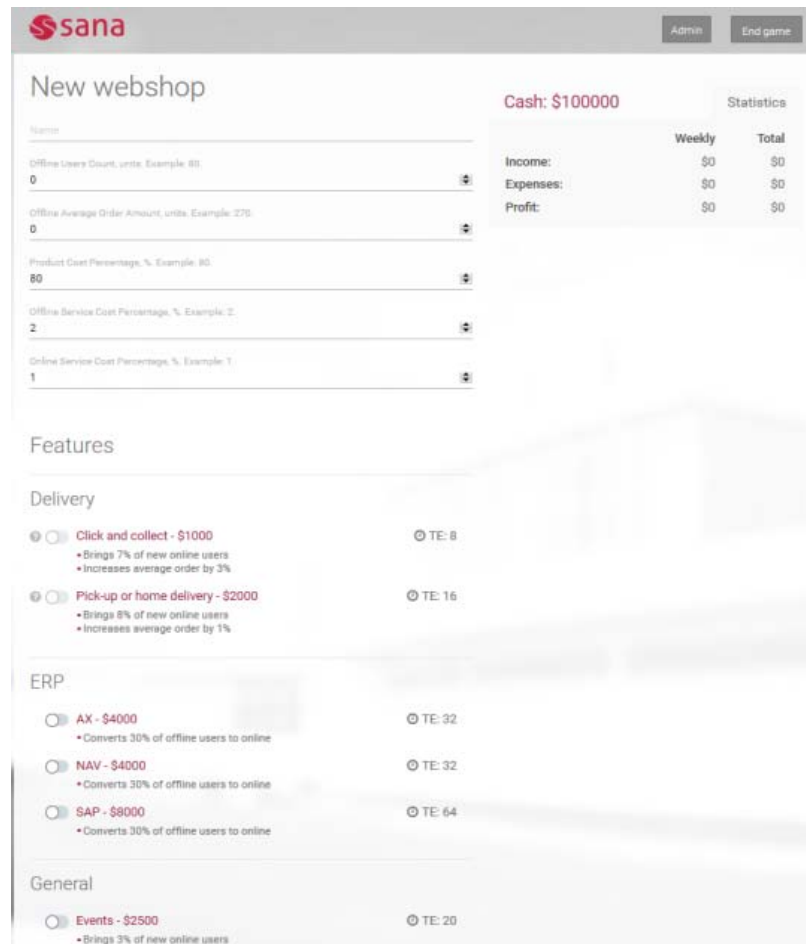 sana
Admin
End game
New webshop
Name
Offline Users Count, units. Example: 80.
0
Offline Average Order Amount, units. Example: 270.
0
Product Cost Percentage, %. Example: 80.
80
Offline Service Cost Percentage, %. Example: 2.
2
Online Service Cost Percentage, %. Example: 1.
1
Cash: $100000
Statistics
Weekly Total
Income: $0 $0
Expenses: $0 $0
Profit: $0 $0
Features
Delivery
Click and collect - $1000 TE: 8
• Brings 7% of new online users
• Increases average order by 3%
Pick-up or home delivery - $2000 TE: 16
• Brings 8% of new online users
• Increases average order by 1%
ERP
AX - $4000 TE: 32
• Converts 30% of offline users to online
NAV - $4000 TE: 32
• Converts 30% of offline users to online
SAP - $8000 TE: 64
• Converts 30% of offline users to online
General
Events - $2500 TE: 20
• Brings 3% of new online users